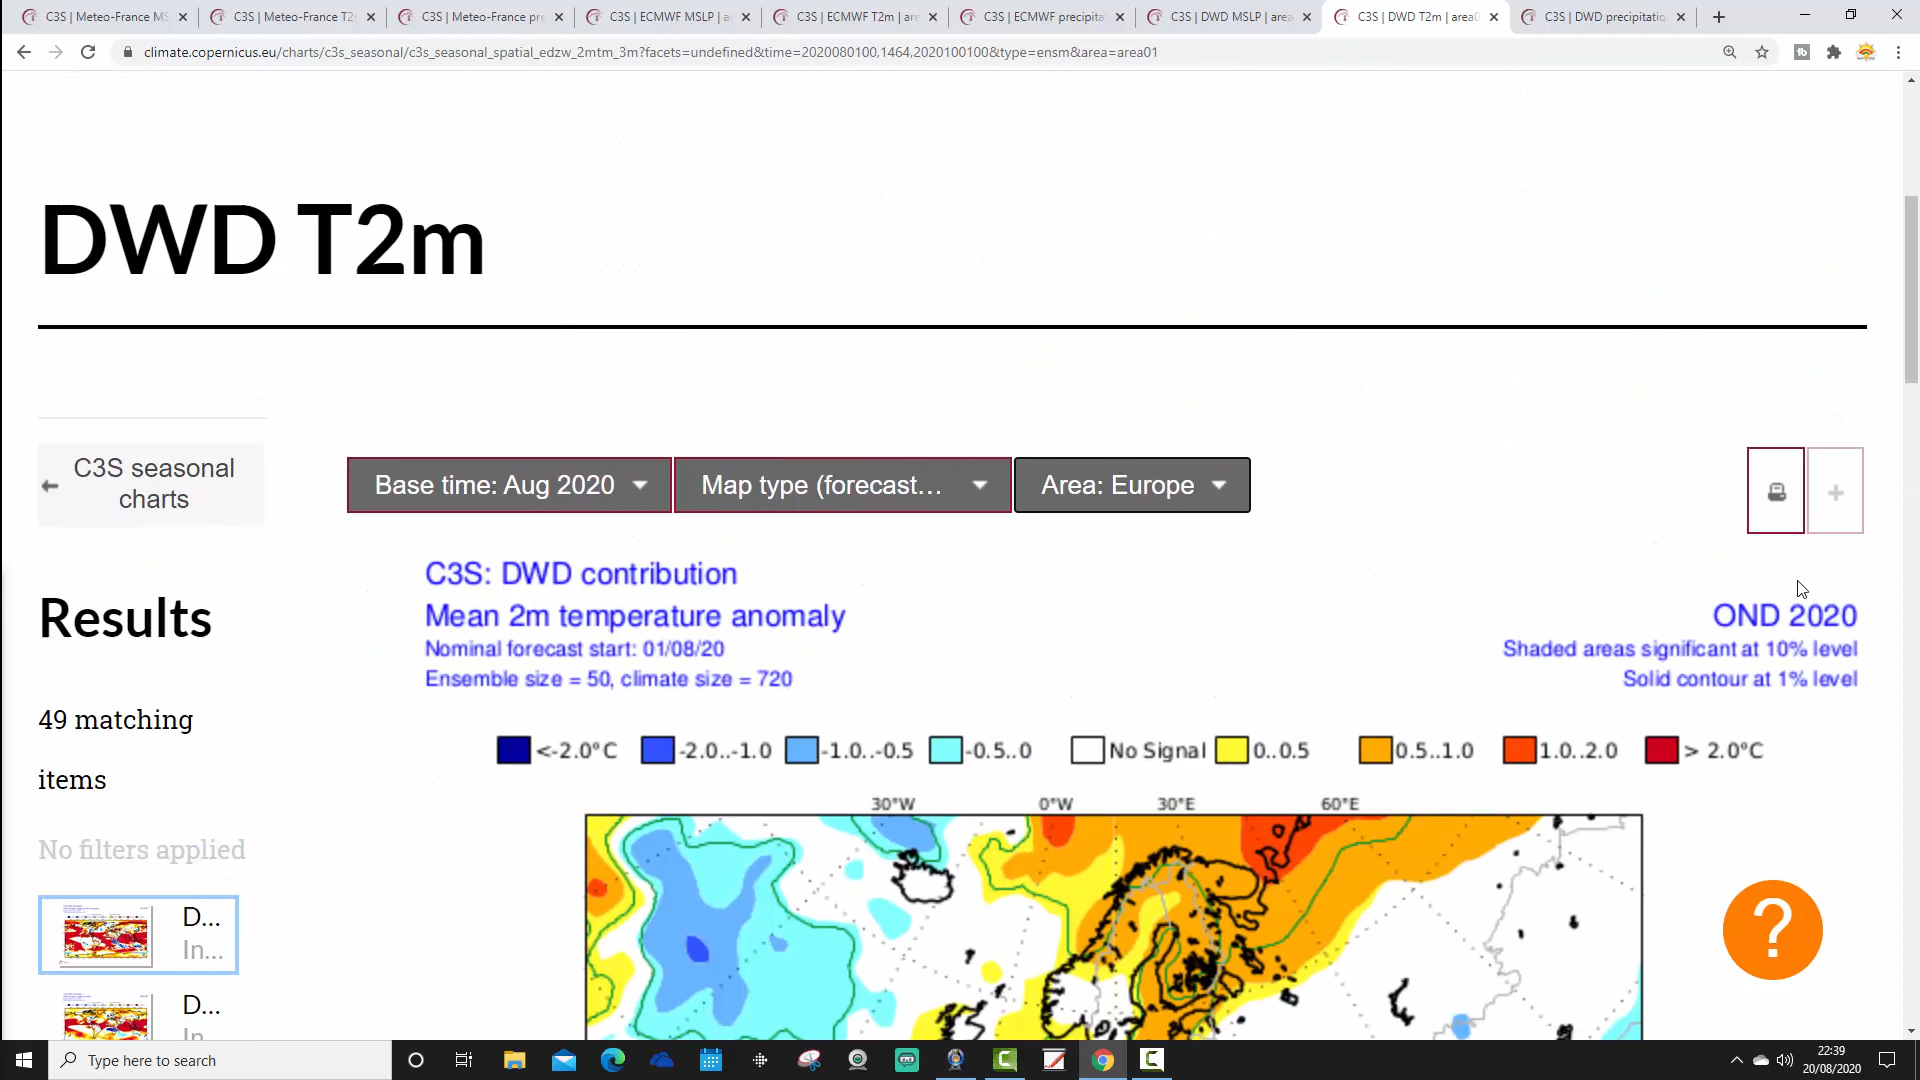 C3S | Meteo-France MS
C3S | Meteo-France T2
C3S | Meteo-France pre
C3S | ECMWF MSLP | a
C3S | ECMWF T2m | are
C3S | ECMWF precipita
C3S | DWD MSLP | area
C3S | DWD T2m | area0
C3S | DWD precipitatio
climate.copernicus.eu/charts/c3s_seasonal/c3s_seasonal_spatial_edzw_2mtm_3m?facets=undefined&time=2020080100,1464,2020100100&type=ensm&area=area01
DWD T2m
C3S seasonal
charts
Base time: Aug 2020
Map type (forecast...
Area: Europe
Results
49 matching
items
No filters applied
D...
In...
D...
In
C3S: DWD contribution
Mean 2m temperature anomaly
Nominal forecast start: 01/08/20
Ensemble size = 50, climate size = 720
OND 2020
Shaded areas significant at 10% level
Solid contour at 1% level
<-2.0°C
-2.0..-1.0
-1.0..-0.5
-0.5..0
No Signal
0..0.5
0.5..1.0
1.0..2.0
> 2.0°C
30°W
0°W
30°E
60°E
?
Type here to search
22:39
20/08/2020